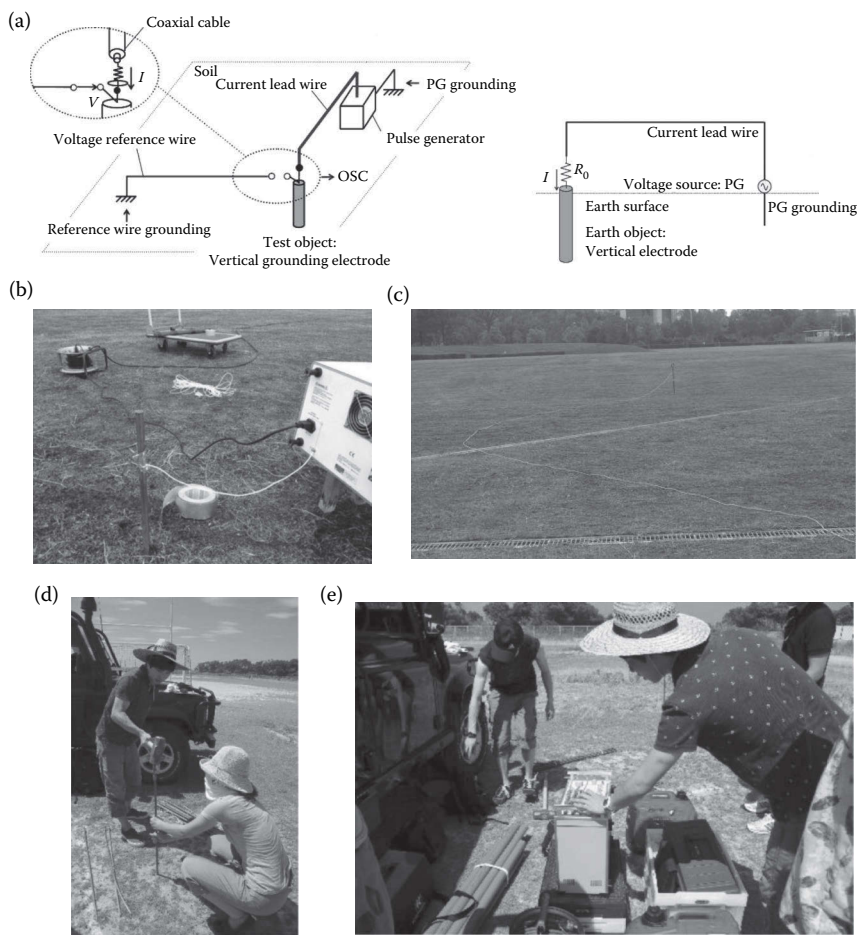 (a)
Coaxial cable
I
V
Soil
Current lead wire
PG grounding
Pulse generator
Voltage reference wire
OSC
Reference wire grounding
Test object:
Vertical grounding electrode
Current lead wire
I
R0
Voltage source: PG
Earth surface
PG grounding
Earth object:
Vertical electrode
(b)
(c)
(d)
(e)